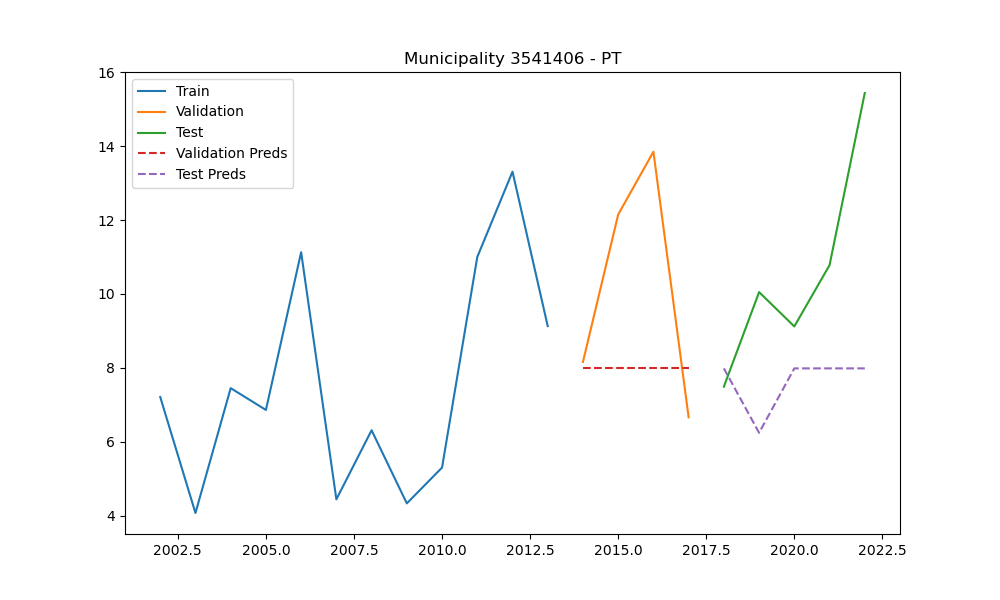 Municipality 3541406 - PT
16
14
12
10
8
6
4
Train
Validation
Test
Validation Preds
Test Preds
2002.5 2005.0 2007.5 2010.0 2012.5 2015.0 2017.5 2020.0 2022.5